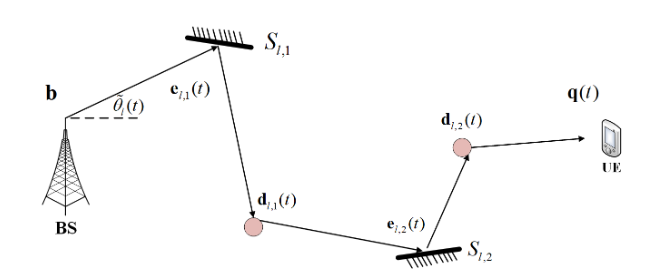 S_{l,1}
b
q(t)
e_{l,1}(t)
θ̃_l(t)
d_{l,2}(t)
UE
d_{l,1}(t)
BS
e_{l,2}(t)
S_{l,2}